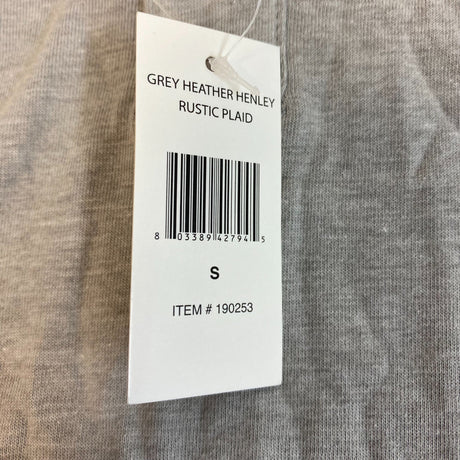 GREY HEATHER HENLEY
RUSTIC PLAID
8 03389 42794 5
S
ITEM # 190253